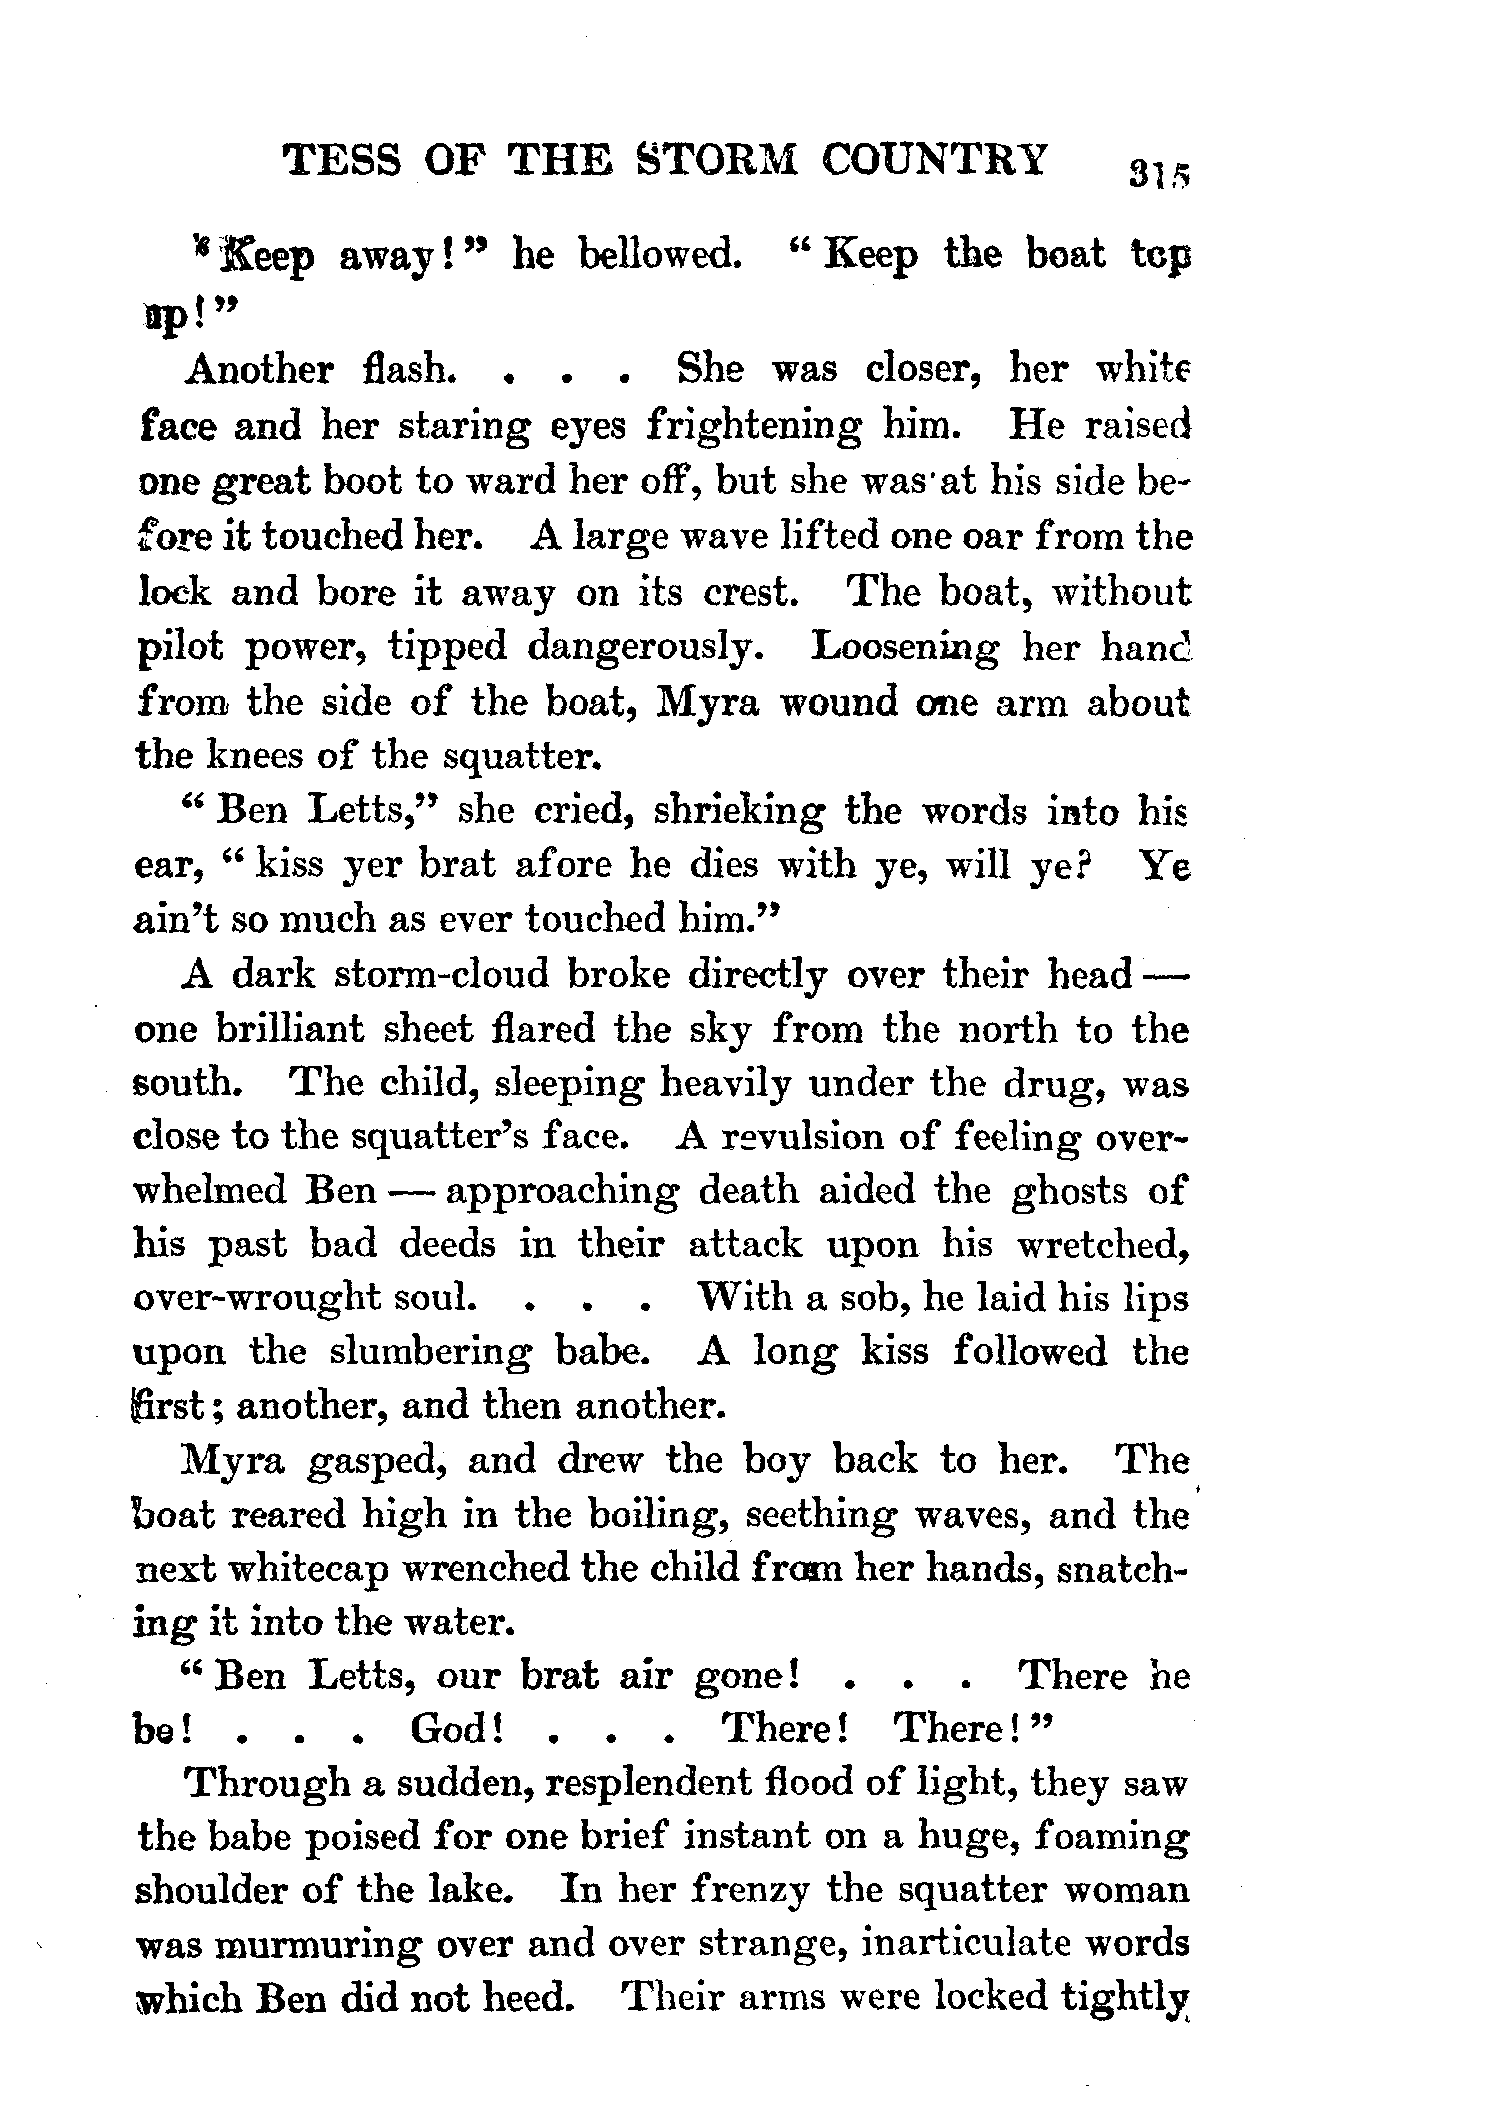 TESS OF THE STORM COUNTRY 315
"Keep away!" he bellowed. "Keep the boat top
up!"
Another flash. . . . She was closer, her white
face and her staring eyes frightening him. He raised
one great boot to ward her off, but she was at his side be-
fore it touched her. A large wave lifted one oar from the
lock and bore it away on its crest. The boat, without
pilot power, tipped dangerously. Loosening her hand
from the side of the boat, Myra wound one arm about
the knees of the squatter.
"Ben Letts," she cried, shrieking the words into his
ear, "kiss yer brat afore he dies with ye, will ye? Ye
ain't so much as ever touched him."
A dark storm-cloud broke directly over their head—
one brilliant sheet flared the sky from the north to the
south. The child, sleeping heavily under the drug, was
close to the squatter's face. A revulsion of feeling over-
whelmed Ben — approaching death aided the ghosts of
his past bad deeds in their attack upon his wretched,
over-wrought soul. . . . With a sob, he laid his lips
upon the slumbering babe. A long kiss followed the
first; another, and then another.
Myra gasped, and drew the boy back to her. The
boat reared high in the boiling, seething waves, and the
next whitecap wrenched the child from her hands, snatch-
ing it into the water.
"Ben Letts, our brat air gone! . . . There he
be! . . . God! . . . There! There!"
Through a sudden, resplendent flood of light, they saw
the babe poised for one brief instant on a huge, foaming
shoulder of the lake. In her frenzy the squatter woman
was murmuring over and over strange, inarticulate words
which Ben did not heed. Their arms were locked tightly